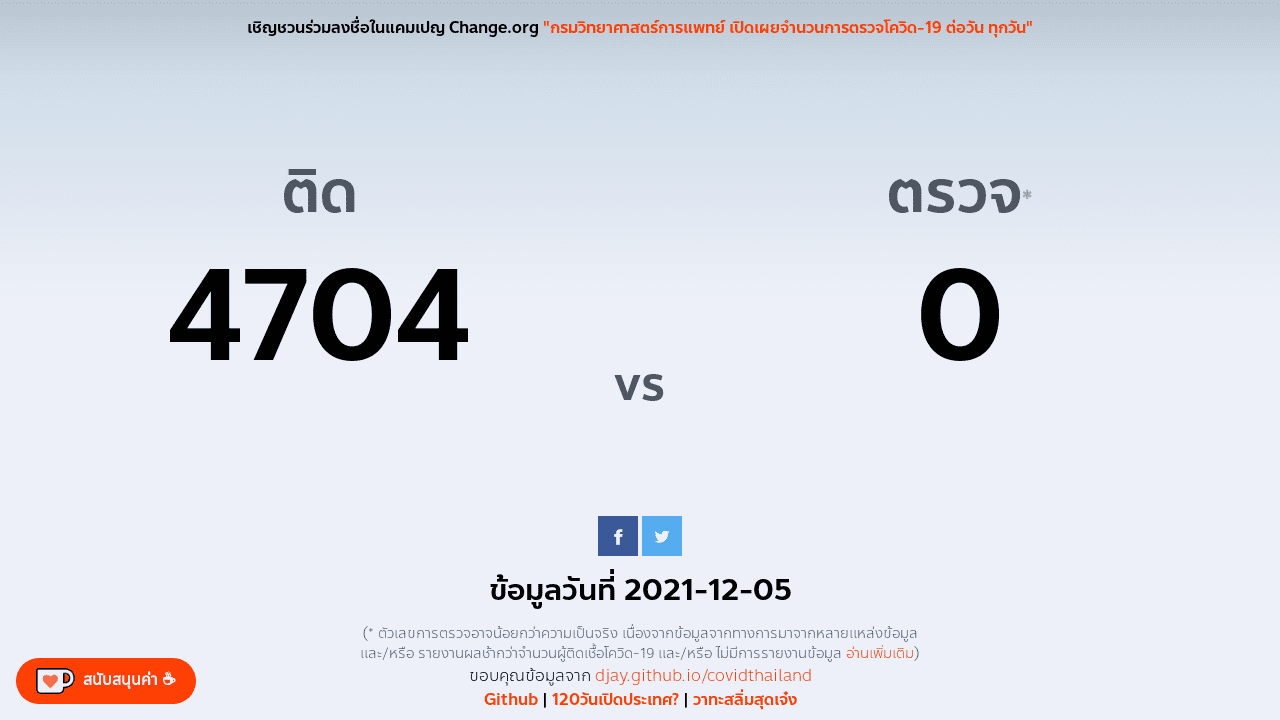 เชิญชวนร่วมลงชื่อในแคมเปญ Change.org "กรมวิทยาศาสตร์การแพทย์ เปิดเผยจำนวนการตรวจโควิด-19 ต่อวัน ทุกวัน"
ติด
ตรวจ*
4704
0
vs
ข้อมูลวันที่ 2021-12-05
(* ตัวเลขการตรวจอาจน้อยกว่าความเป็นจริง เนื่องจากข้อมูลจากทางการมาจากหลายแหล่งข้อมูล
และ/หรือ รายงานผลช้ากว่าจำนวนผู้ติดเชื้อโควิด-19 และ/หรือ ไม่มีการรายงานข้อมูล อ่านเพิ่มเติม)
ขอบคุณข้อมูลจาก djay.github.io/covidthailand
Github | 120วันเปิดประเทศ? | วาทะสลิ่มสุดเจ๋ง
สนับสนุนค่า ☕